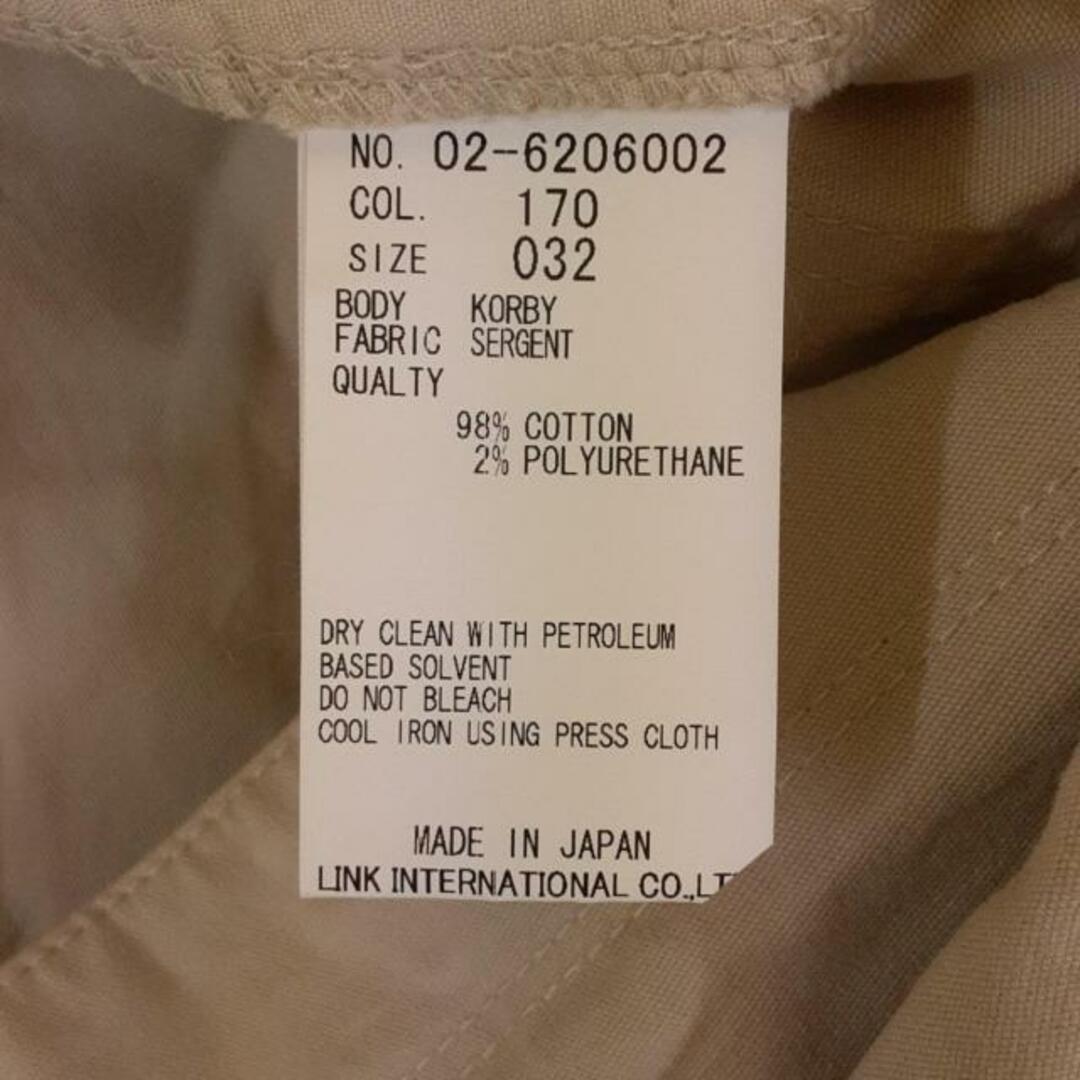 NO. 02-6206002
COL. 170
SIZE 032
BODY KORBY
FABRIC SERGENT
QUALTY
98% COTTON
2% POLYURETHANE
DRY CLEAN WITH PETROLEUM
BASED SOLVENT
DO NOT BLEACH
COOL IRON USING PRESS CLOTH
MADE IN JAPAN
LINK INTERNATIONAL CO.,LT